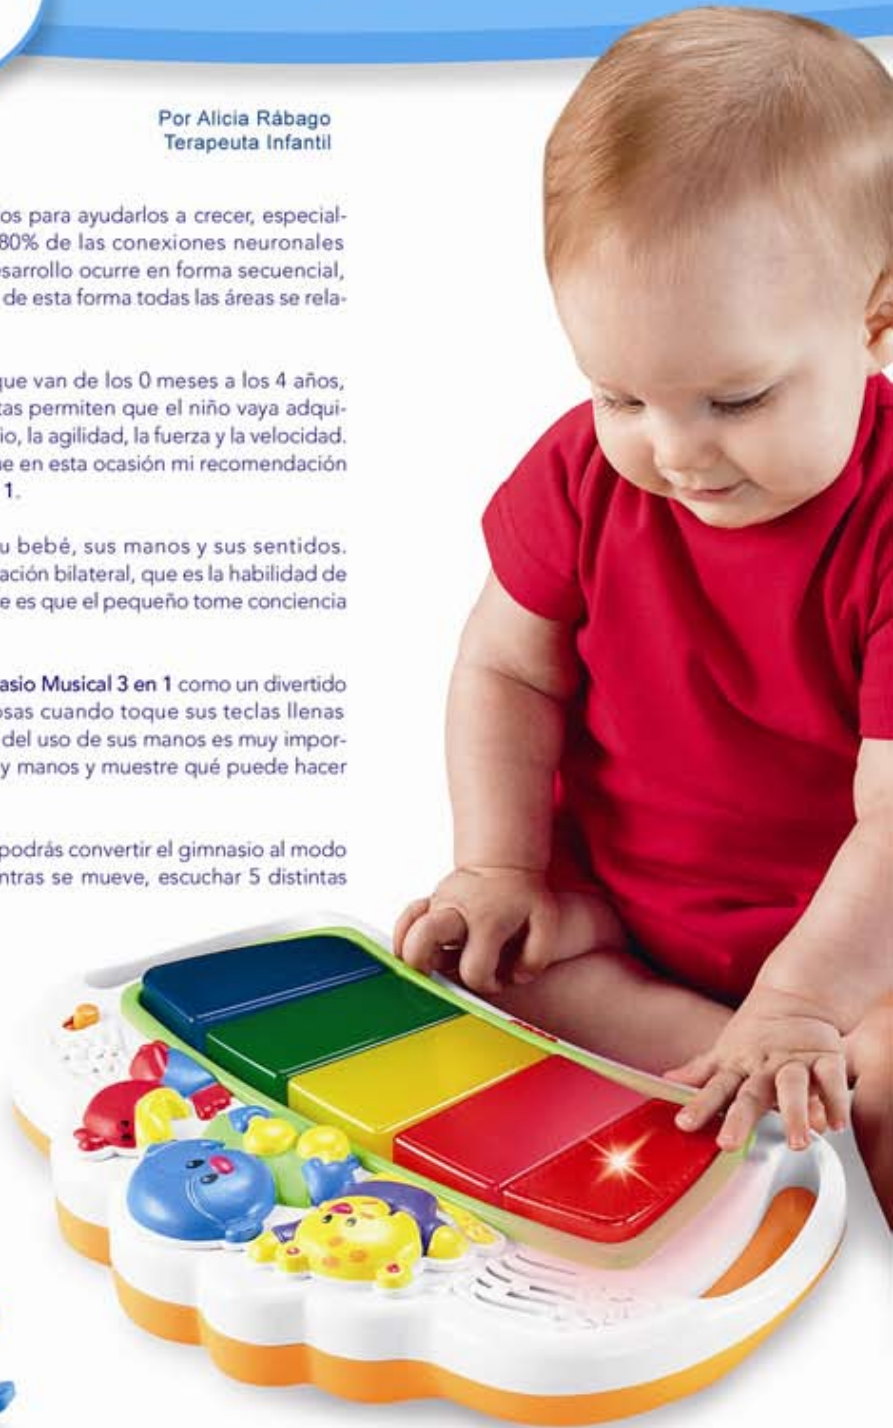 Por Alicia Rábago
Terapeuta Infantil
os para ayudarlos a crecer, especial-
80% de las conexiones neuronales
esarrollo ocurre en forma secuencial,
de esta forma todas las áreas se rela-
que van de los 0 meses a los 4 años,
tas permiten que el niño vaya adqui-
io, la agilidad, la fuerza y la velocidad.
ue en esta ocasión mi recomendación
1.
u bebé, sus manos y sus sentidos.
ación bilateral, que es la habilidad de
e es que el pequeño tome conciencia
asio Musical 3 en 1 como un divertido
osas cuando toque sus teclas llenas
del uso de sus manos es muy impor-
y manos y muestre qué puede hacer
podrás convertir el gimnasio al modo
ntras se mueve, escuchar 5 distintas